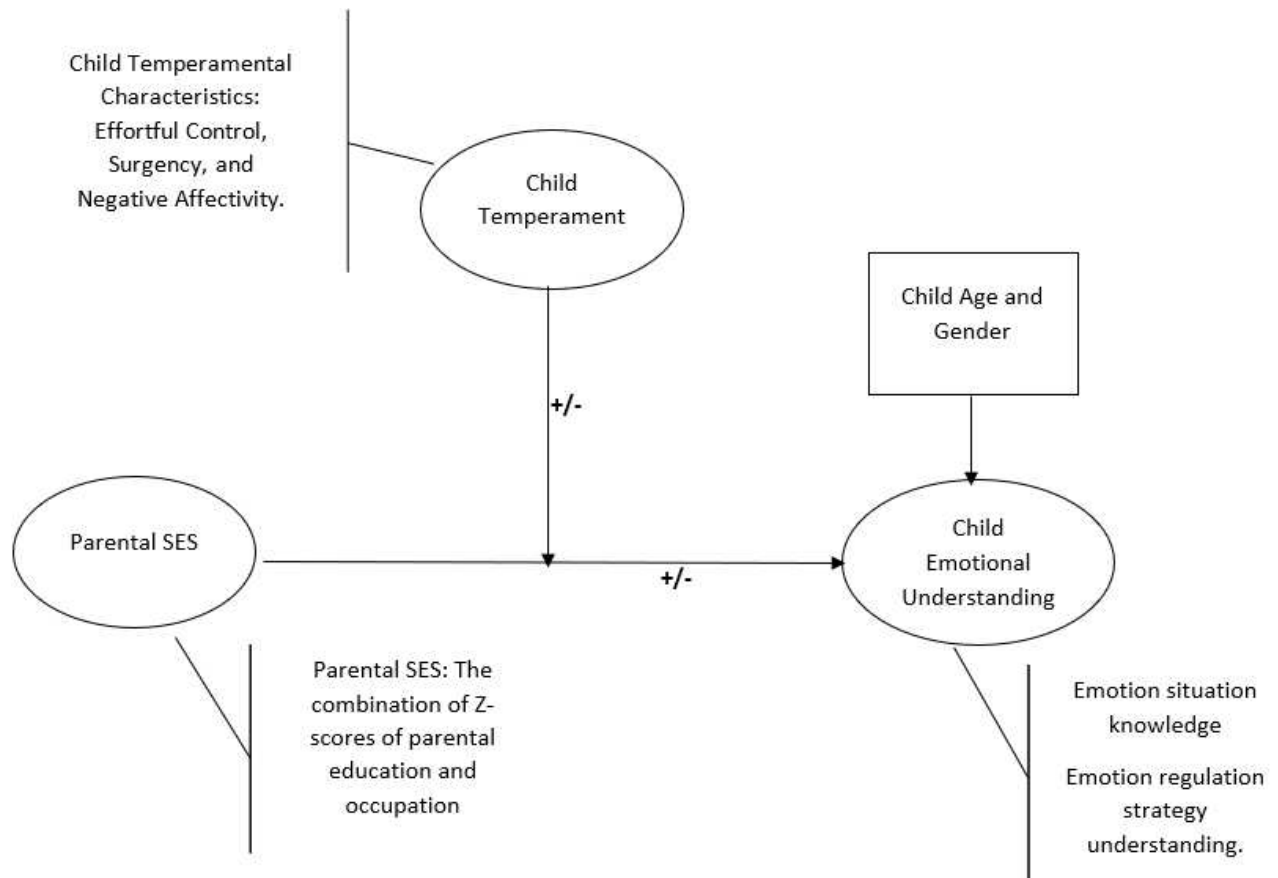 Child Temperamental
Characteristics:
Effortful Control,
Surgency, and
Negative Affectivity.
Child
Temperament
Child Age and
Gender
+/-
Parental SES
+/-
Child
Emotional
Understanding
Parental SES: The
combination of Z-
scores of parental
education and
occupation
Emotion situation
knowledge
Emotion regulation
strategy
understanding.